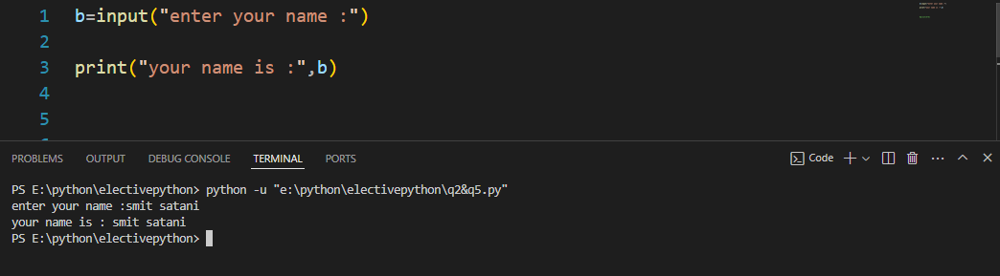 1 b=input("enter your name :")
2
3 print("your name is :",b)
4
5
PROBLEMS OUTPUT DEBUG CONSOLE TERMINAL PORTS Code
PS E:\python\electivepython> python -u "e:\python\electivepython\q2&q5.py"
enter your name :smit satani
your name is : smit satani
PS E:\python\electivepython>